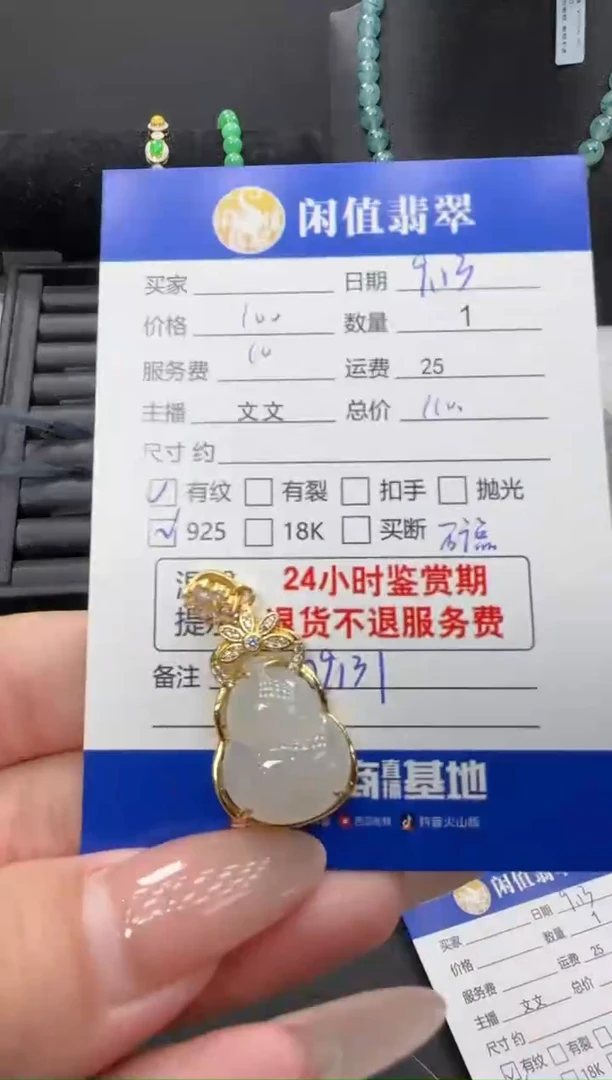 闲值翡翠
买家 日期 9.13
价格 100 数量 1
服务费 10 运费 25
主播 文文 总价 110
尺寸 约
有纹 有裂 扣手 抛光
925 18K 买断
24小时鉴赏期
退货不退服务费
备注
基地
抖音火山版
闲值
买家 日期 9.13
价格 数量 1
服务费 运费 25
主播 文文 总价
尺寸 约
有纹 有裂
18K